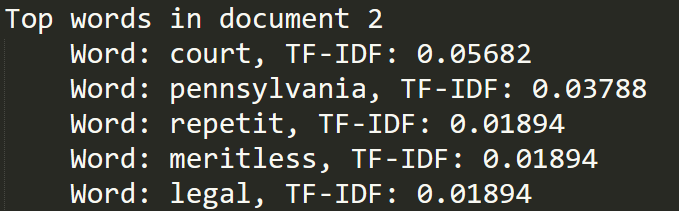 Top words in document 2
Word: court, TF-IDF: 0.05682
Word: pennsylvania, TF-IDF: 0.03788
Word: repetit, TF-IDF: 0.01894
Word: meritless, TF-IDF: 0.01894
Word: legal, TF-IDF: 0.01894